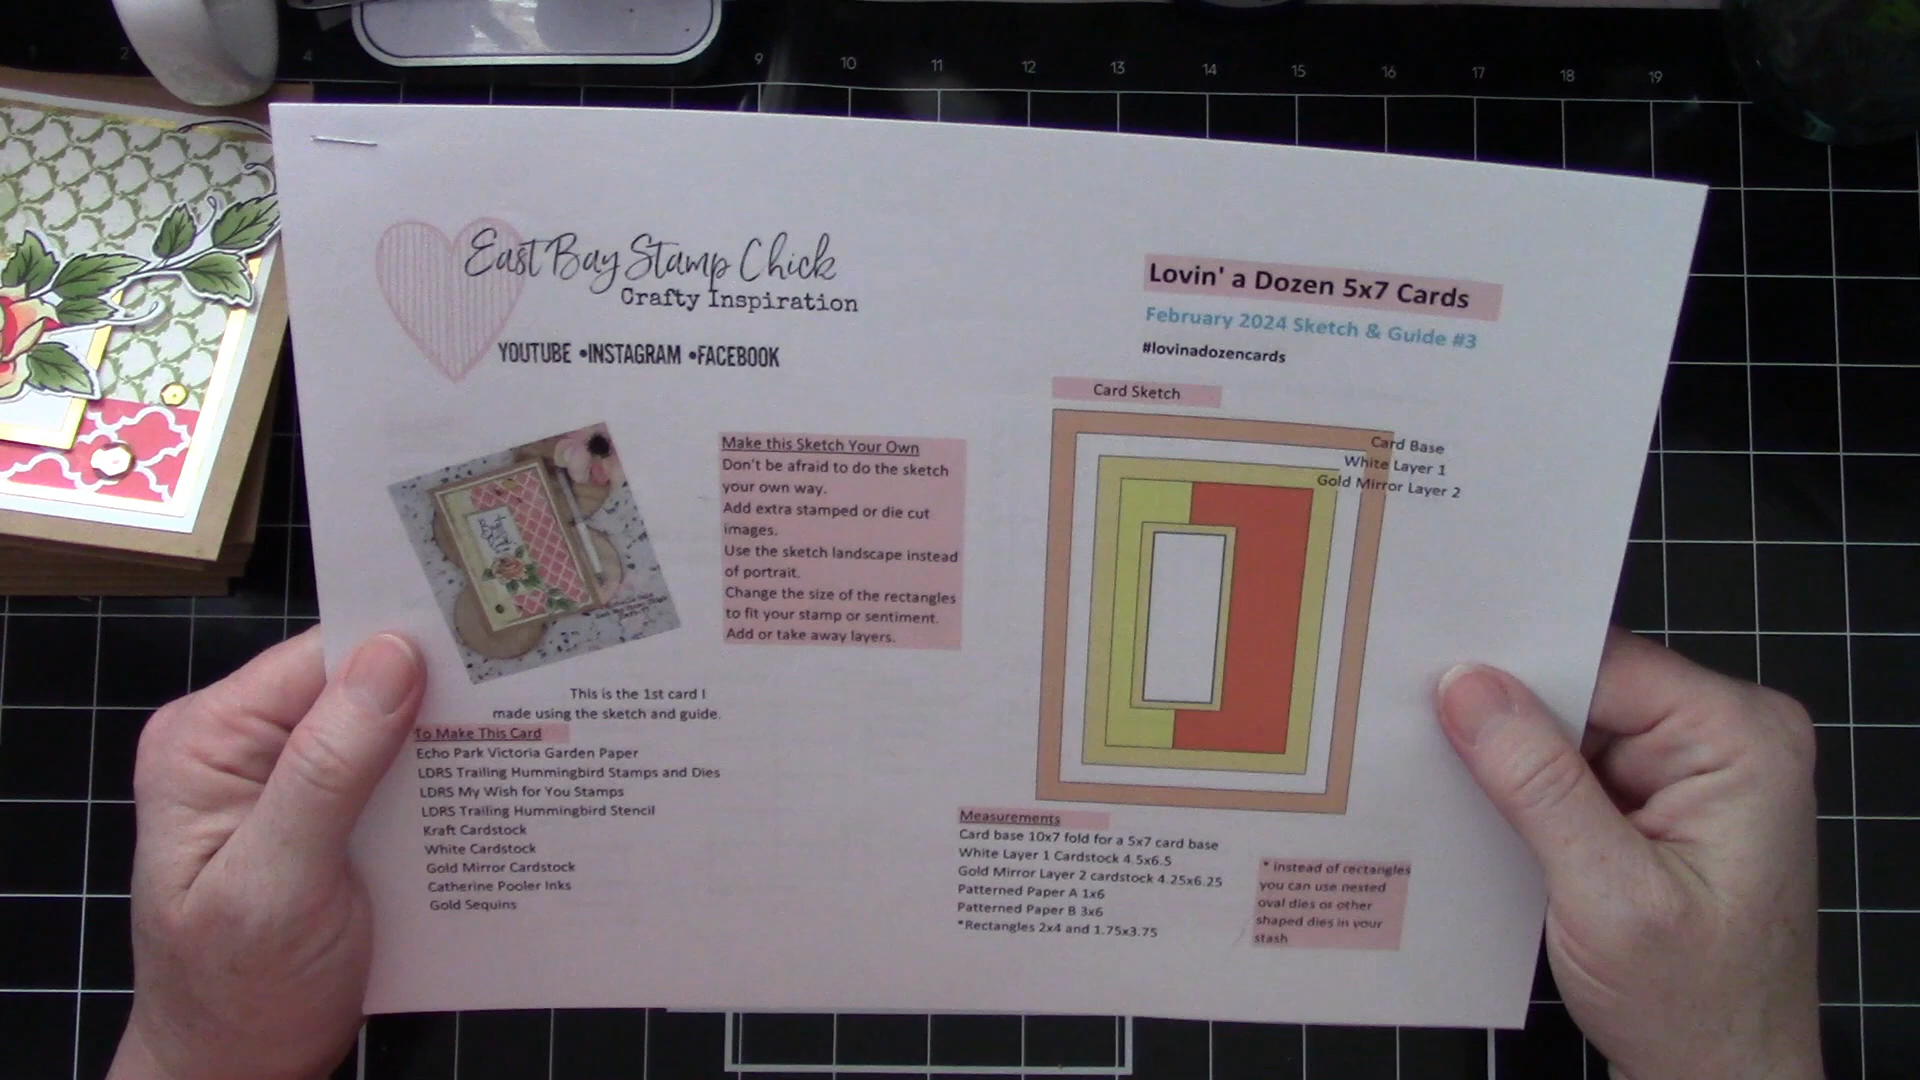 1 2 4 9 10 11 12 13 14 15 16 17 18 19
East Bay Stamp Chick
Crafty Inspiration
YOUTUBE •INSTAGRAM •FACEBOOK
Lovin' a Dozen 5x7 Cards
February 2024 Sketch & Guide #3
#lovinadozencards
Card Sketch
Card Base
White Layer 1
Gold Mirror Layer 2
Make this Sketch Your Own
Don't be afraid to do the sketch
your own way.
Add extra stamped or die cut
images.
Use the sketch landscape instead
of portrait.
Change the size of the rectangles
to fit your stamp or sentiment.
Add or take away layers.
This is the 1st card I
made using the sketch and guide.
To Make This Card
Echo Park Victoria Garden Paper
LDRS Trailing Hummingbird Stamps and Dies
LDRS My Wish for You Stamps
LDRS Trailing Hummingbird Stencil
Kraft Cardstock
White Cardstock
Gold Mirror Cardstock
Catherine Pooler Inks
Gold Sequins
Measurements
Card base 10x7 fold for a 5x7 card base
White Layer 1 Cardstock 4.5x6.5
Gold Mirror Layer 2 cardstock 4.25x6.25
Patterned Paper A 1x6
Patterned Paper B 3x6
*Rectangles 2x4 and 1.75x3.75
* instead of rectangles
you can use nested
oval dies or other
shaped dies in your
stash